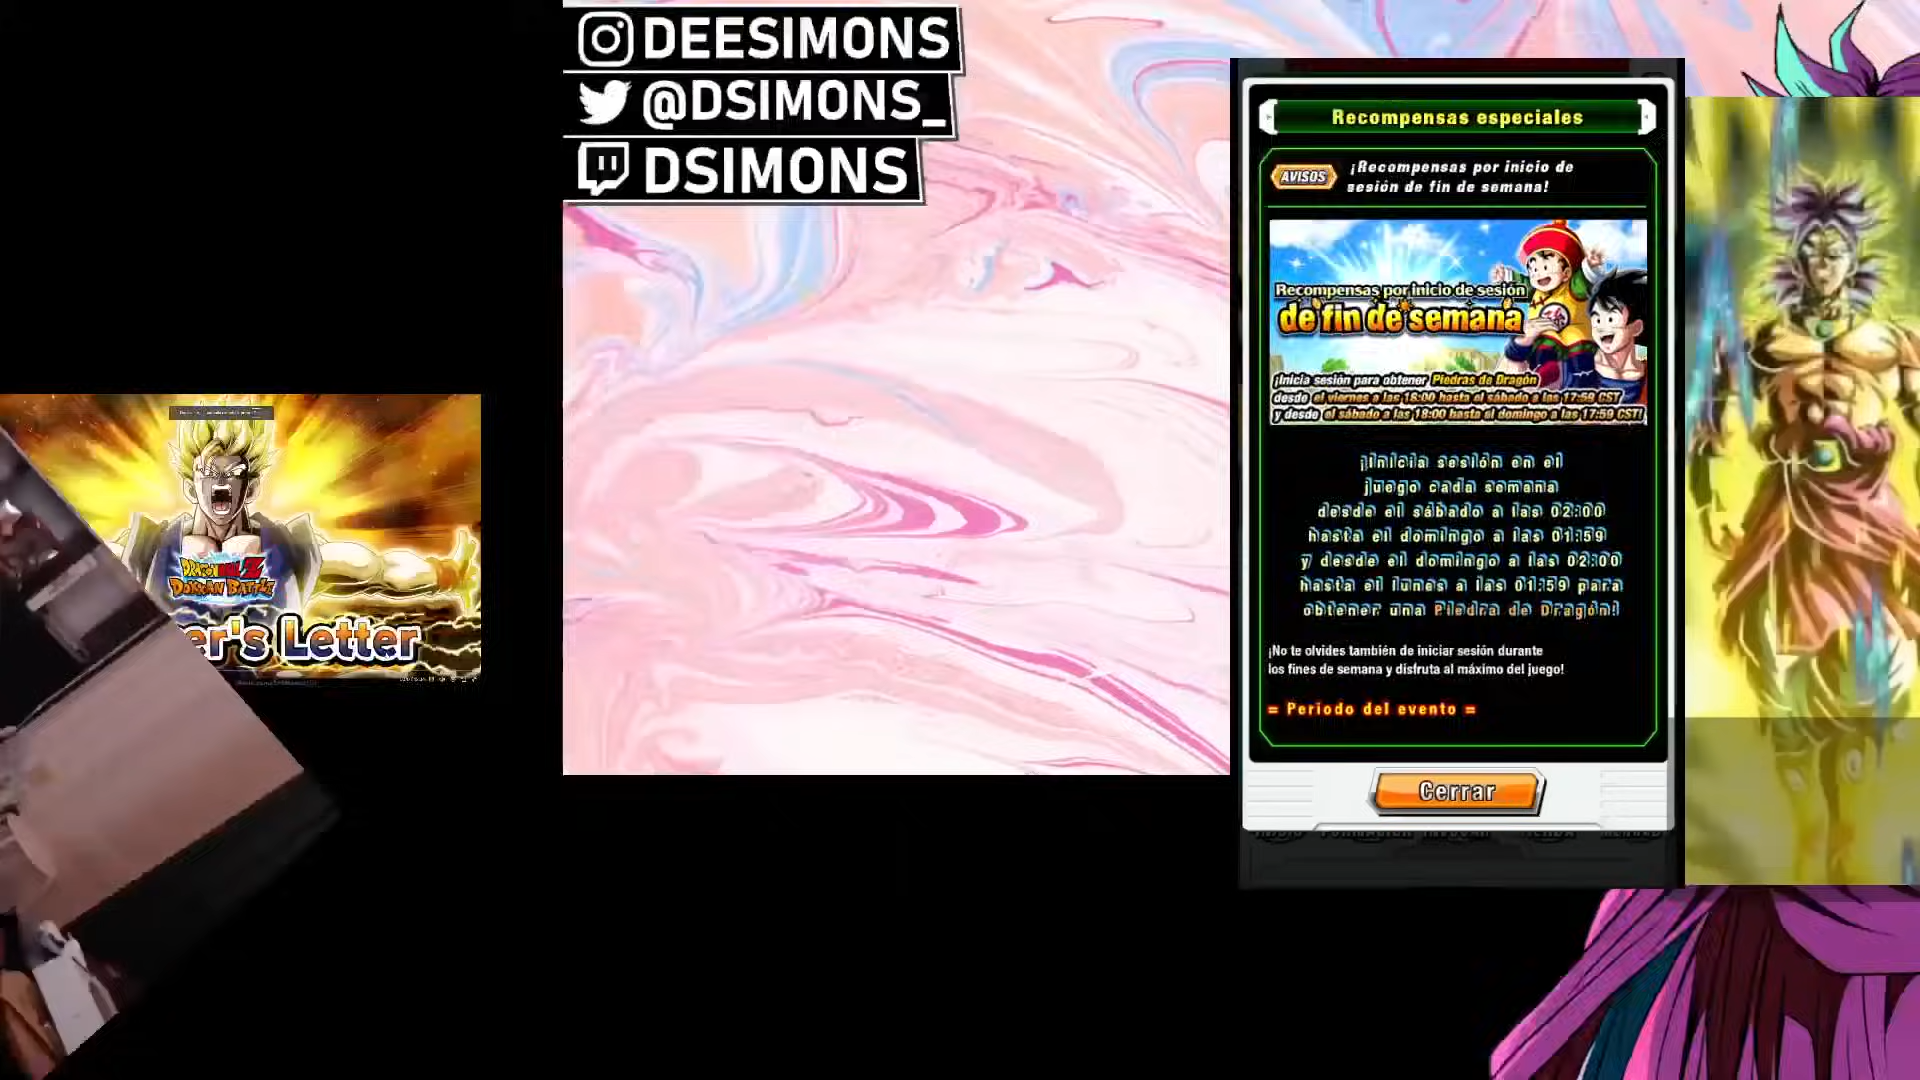 DEESIMONS
@DSIMONS_
DSIMONS
DRAGON BALL Z
DOKKAN BATTLE
er's Letter
Recompensas especiales
AVISOS
¡Recompensas por inicio de
sesión de fin de semana!
Recompensas por inicio de sesión
de fin de semana
¡Inicia sesión para obtener Piedras de Dragón
desde el viernes a las 18:00 hasta el sábado a las 17:59 CST
y desde el sábado a las 18:00 hasta el domingo a las 17:59 CST!
¡Inicia sesión en el
juego cada semana
desde el sábado a las 02:00
hasta el domingo a las 01:59
y desde el domingo a las 02:00
hasta el lunes a las 01:59 para
obtener una Piedra de Dragón!
¡No te olvides también de iniciar sesión durante
los fines de semana y disfruta al máximo del juego!
= Periodo del evento =
Cerrar